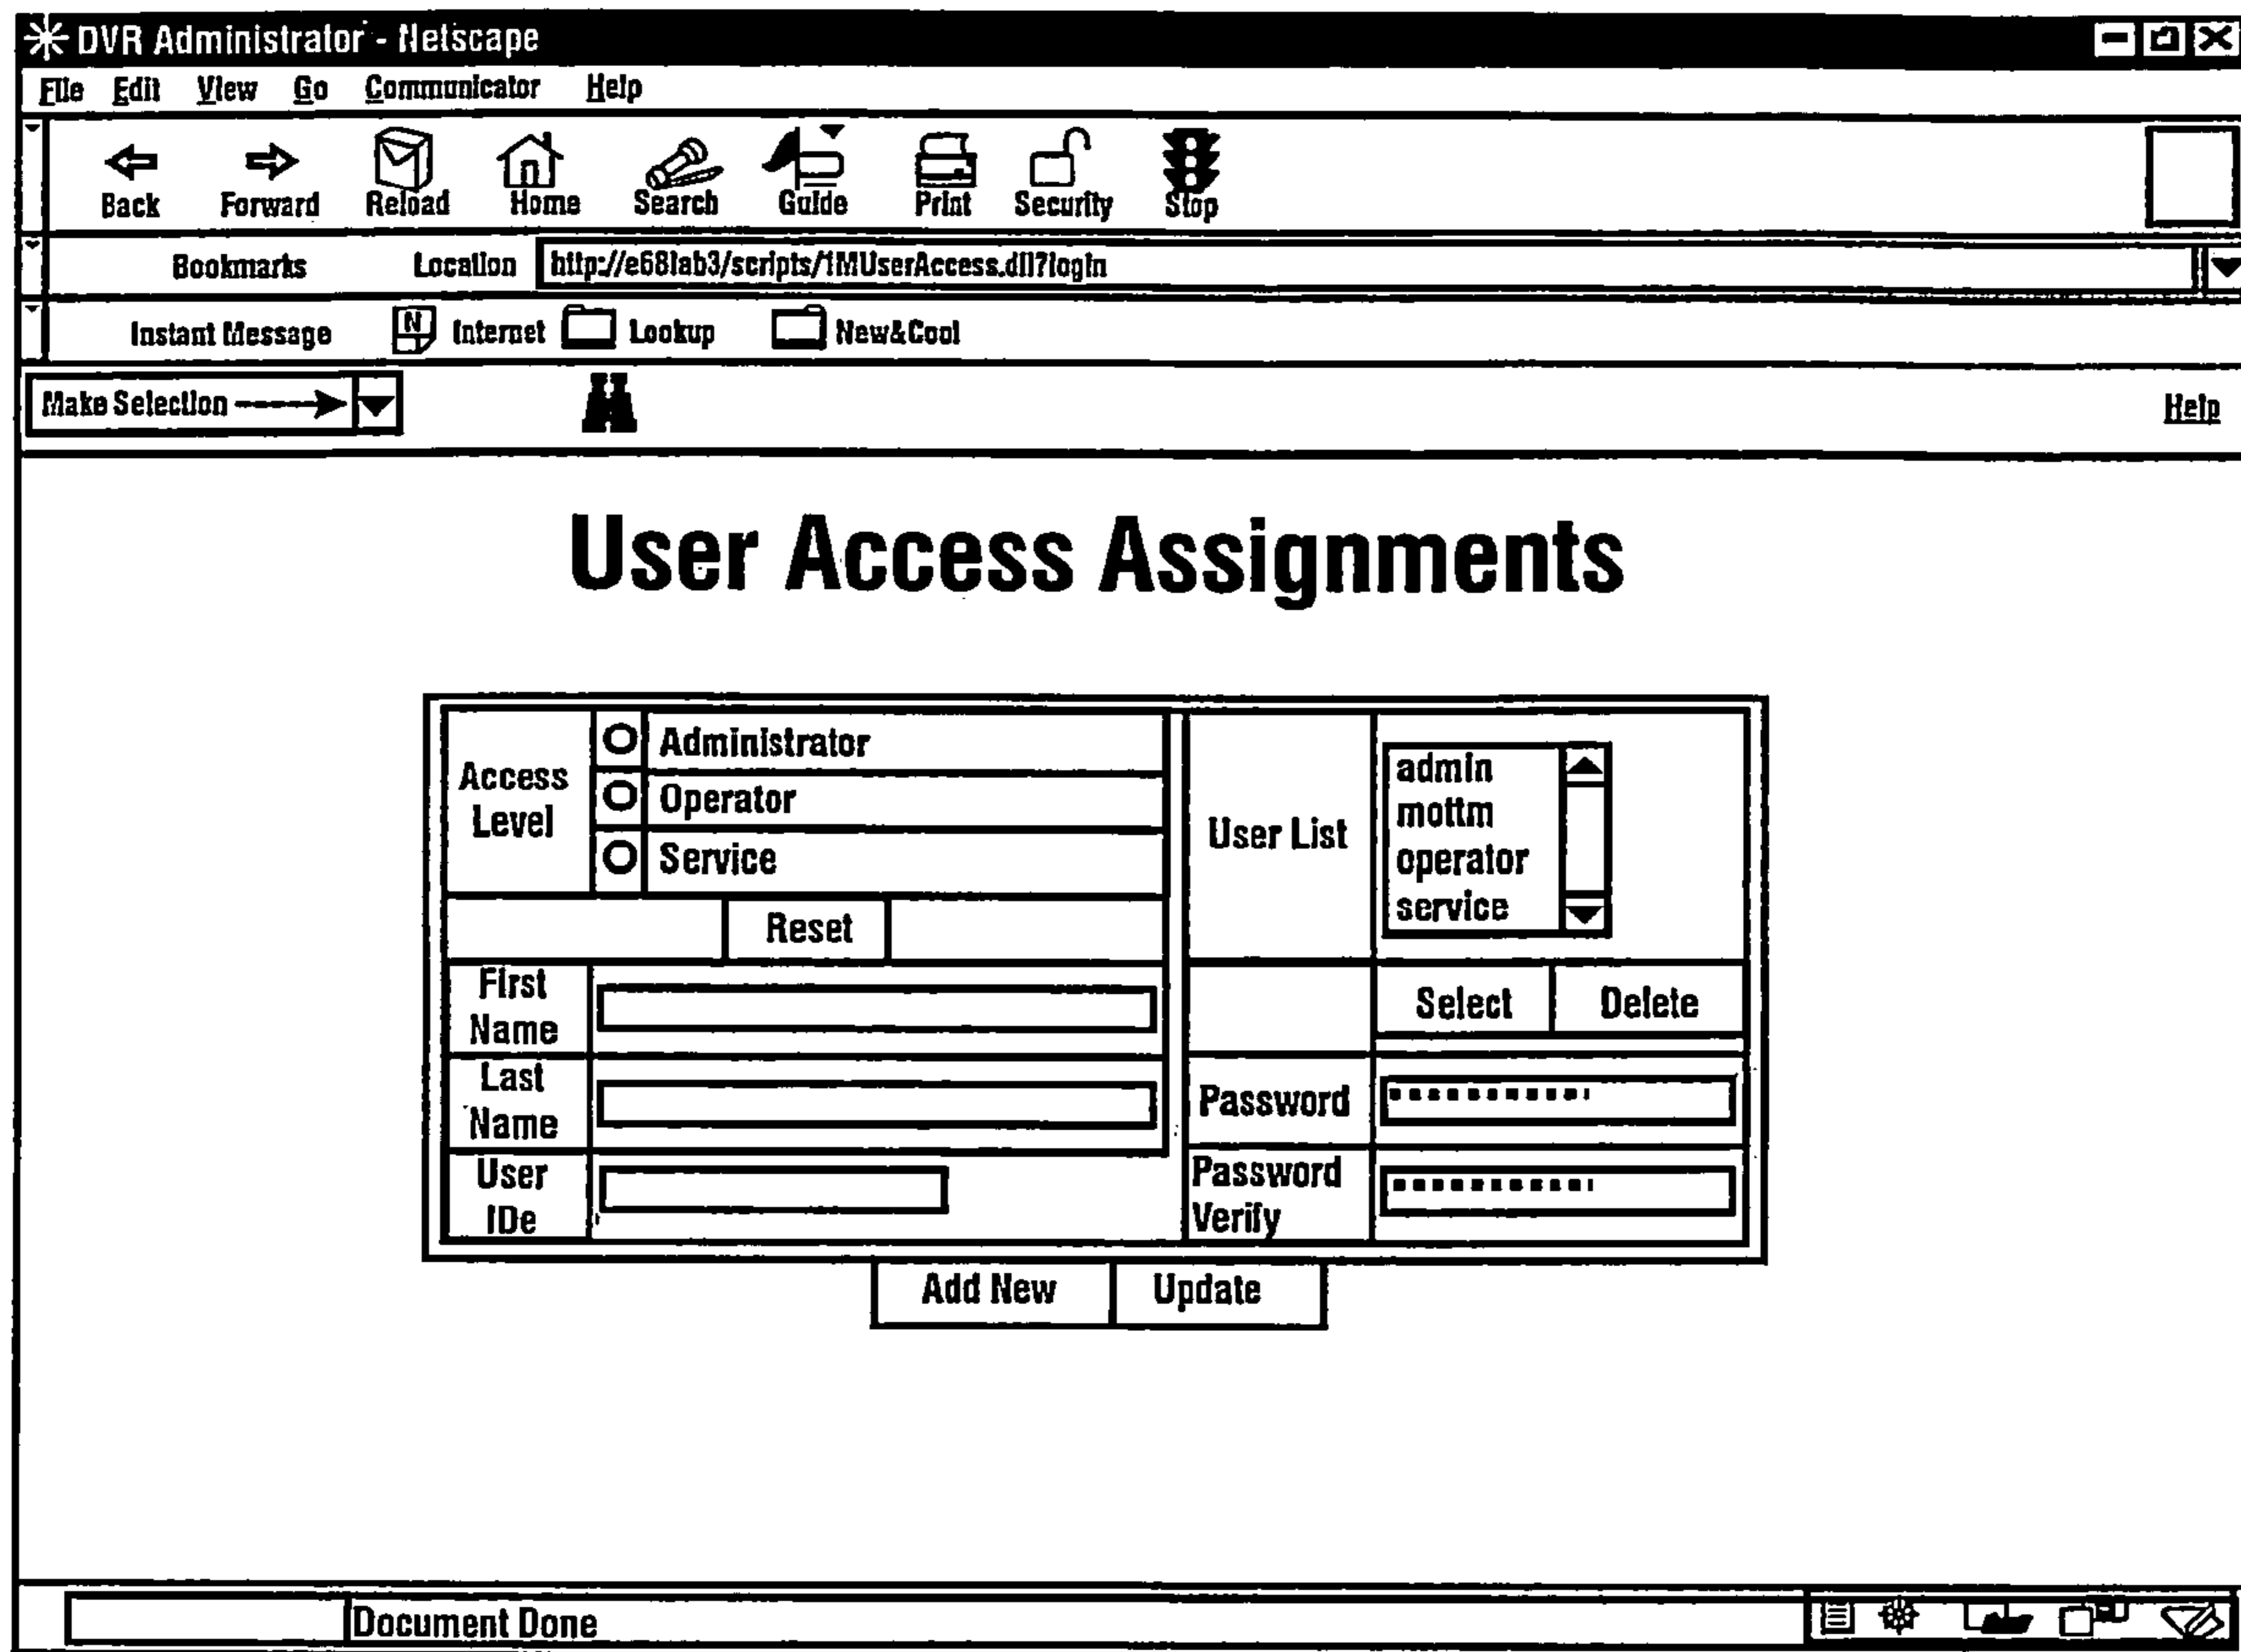 DVR Administrator - Netscape
File Edit View Go Communicator Help
Back Forward Reload Home Search Guide Print Security Stop
Bookmarks Location http://e68lab3/scripts/1MUserAccess.dll?login
Instant Message N Internet Lookup New&Cool
Make Selection Help
User Access Assignments
Access
Level
Administrator
Operator
Service
Reset
User List
admin
mottm
operator
service
Select Delete
First
Name
Last
Name
User
IDe
Password
Password
Verify
Add New Update
Document Done